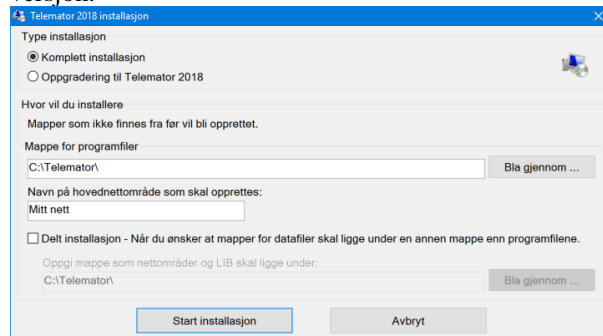 versjon.
Telemator 2018 installasjon
Type installasjon
Komplett installasjon
Oppgradering til Telemator 2018
Hvor vil du installere
Mapper som ikke finnes fra før vil bli opprettet.
Mappe for programfiler
C:\Telemator\
Bla gjennom ...
Navn på hovednettområde som skal opprettes:
Mitt nett
Delt installasjon - Når du ønsker at mapper for datafiler skal ligge under en annen mappe enn programfilene.
Oppgi mappe som nettområder og LIB skal ligge under:
C:\Telemator\
Bla gjennom ...
Start installasjon
Avbryt